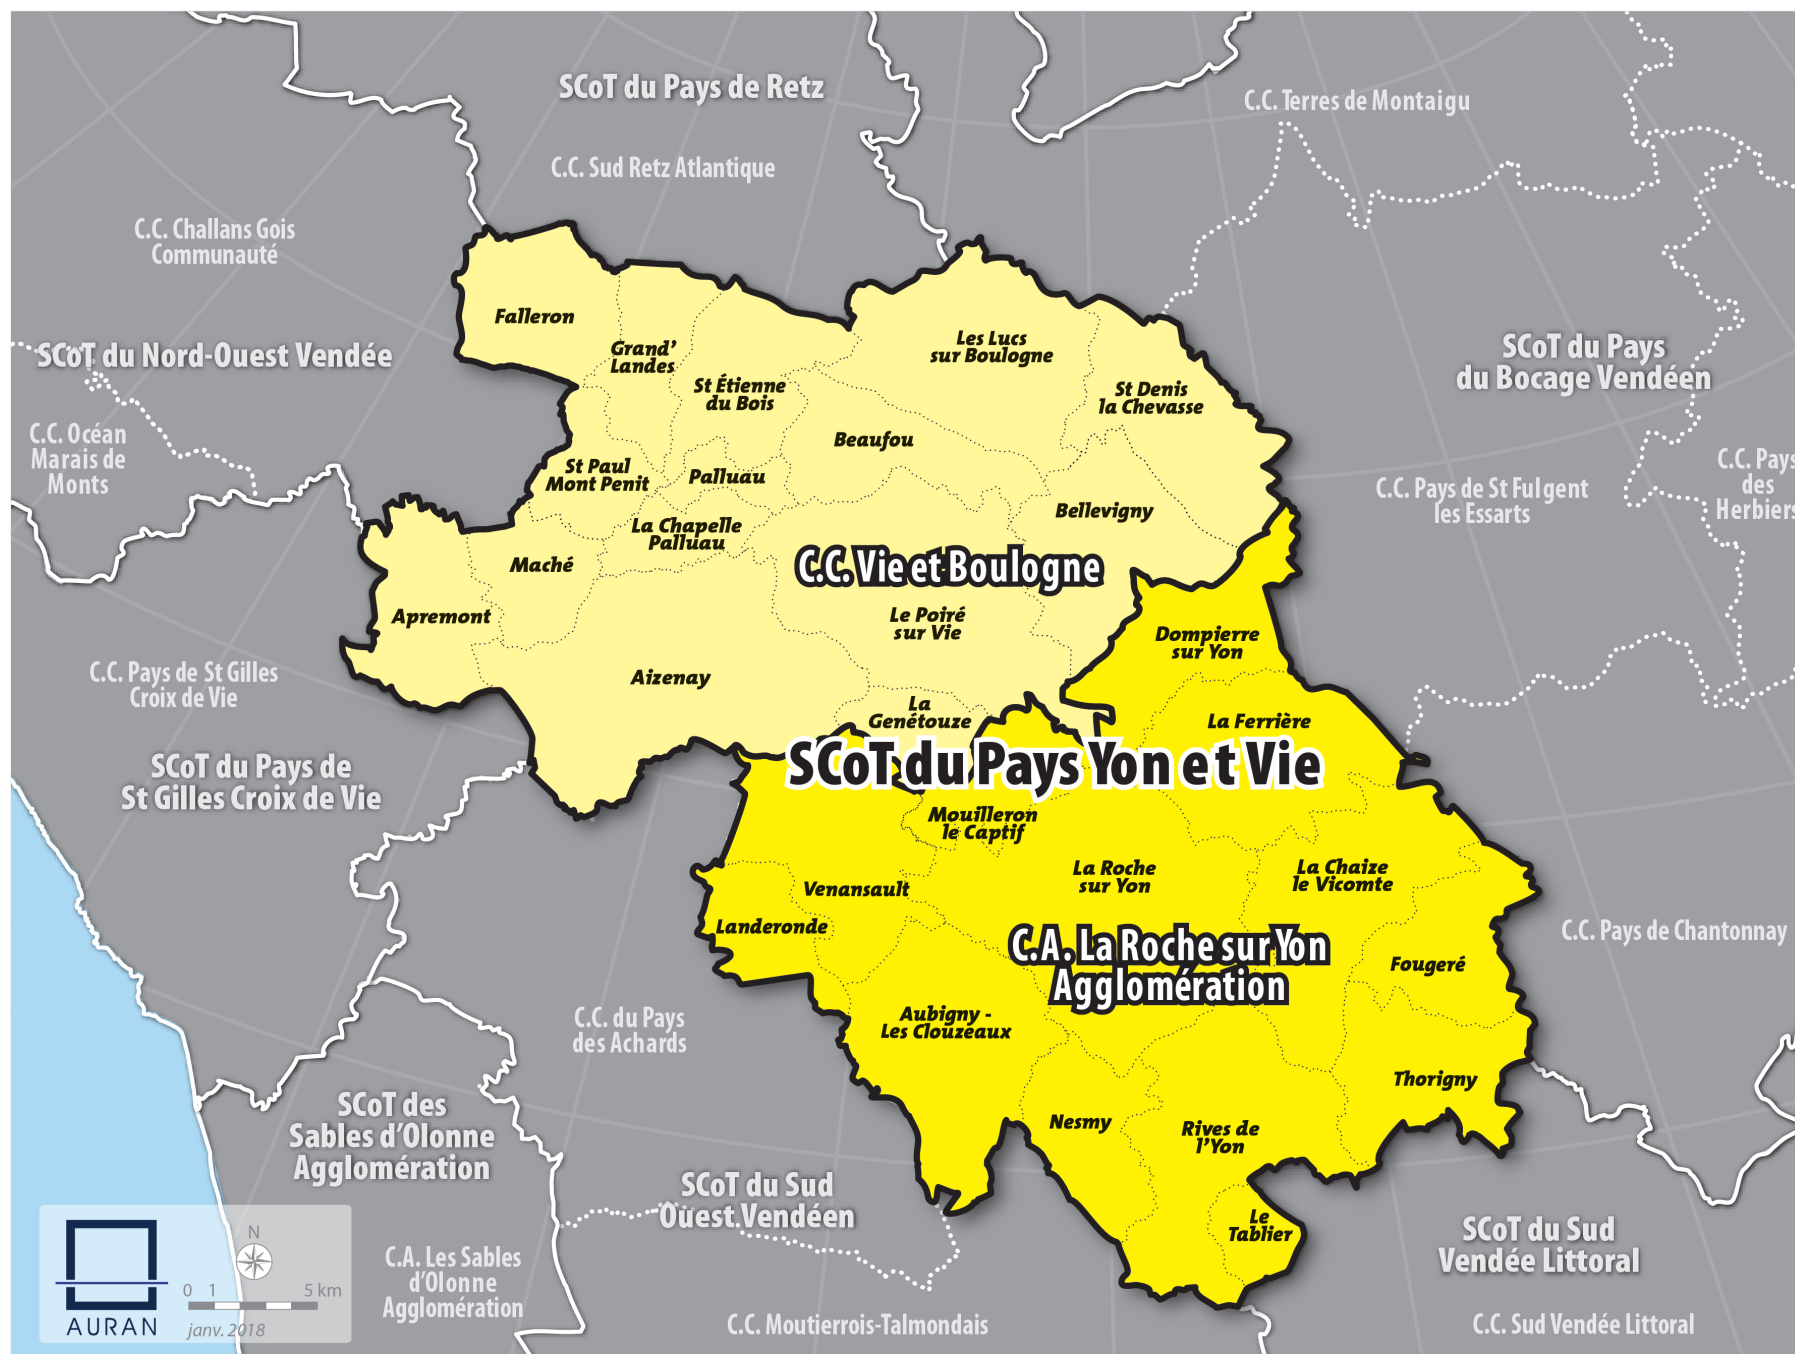 SCoT du Pays de Retz
C.C. Terres de Montaigu
C.C. Sud Retz Atlantique
C.C. Challans Gois
Communauté
Falleron
Grand'
Landes
Les Lucs
sur Boulogne
SCoT du Nord-Ouest Vendée
SCoT du Pays
du Bocage Vendéen
St Étienne
du Bois
St Denis
la Chevasse
C.C. Océan
Marais de
Monts
Beaufou
St Paul
Mont Penit
Palluau
C.C. Pays
des
Herbiers
C.C. Pays de St Fulgent
les Essarts
La Chapelle
Palluau
Bellevigny
Maché
C.C. Vie et Boulogne
Apremont
Le Poiré
sur Vie
Dompierre
sur Yon
C.C. Pays de St Gilles
Croix de Vie
Aizenay
La
Genétouze
La Ferrière
SCoT du Pays de
St Gilles Croix de Vie
SCoT du Pays Yon et Vie
Mouilleron
le Captif
La Roche
sur Yon
La Chaize
le Vicomte
Venansault
Landeronde
C.A. La Roche sur Yon
Agglomération
C.C. Pays de Chantonnay
Fougeré
C.C. du Pays
des Achards
Aubigny -
Les Clouzeaux
Thorigny
SCoT des
Sables d'Olonne
Agglomération
Nesmy
Rives de
l'Yon
SCoT du Sud
Ouest Vendéen
Le
Tablier
SCoT du Sud
Vendée Littoral
C.A. Les Sables
d'Olonne
Agglomération
C.C. Moutierrois-Talmondais
C.C. Sud Vendée Littoral
N
0 1 5 km
AURAN
janv. 2018